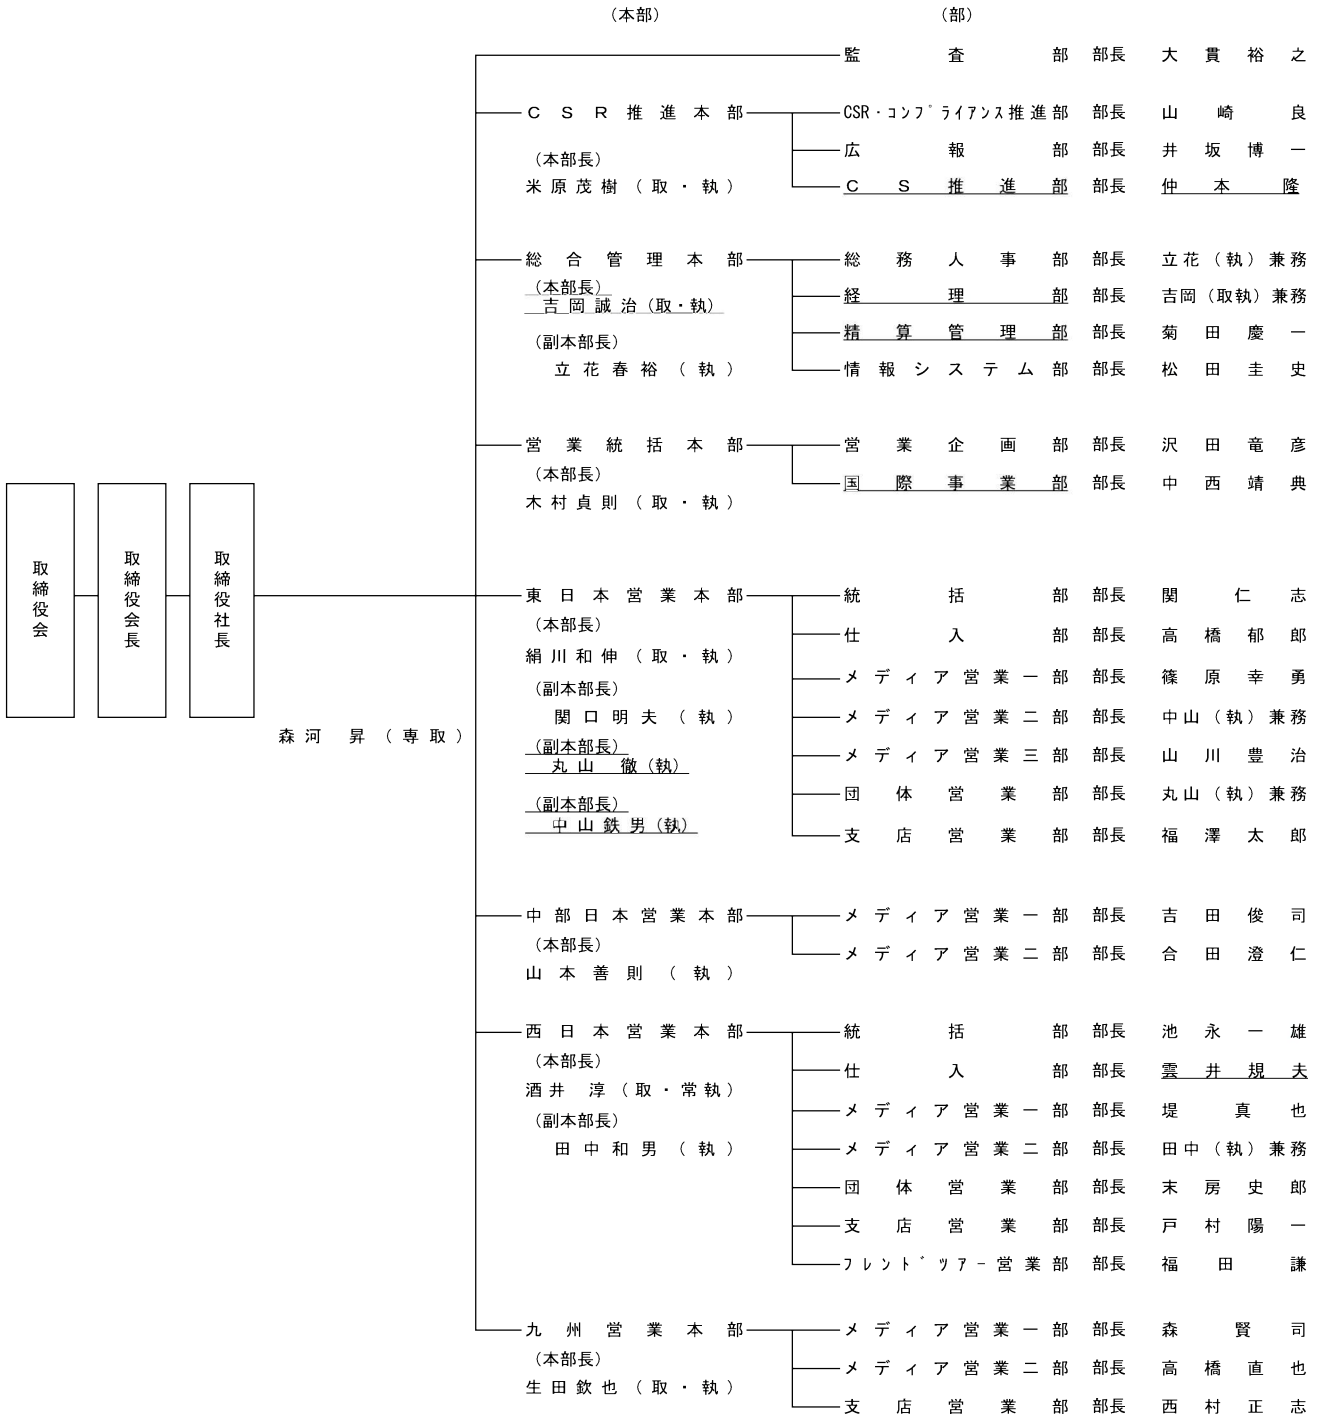 （本部） （部）
監査部 部長 大貫裕之
ＣＳＲ推進本部 CSR・ｺﾝﾌﾟﾗｲｱﾝｽ推進部 部長 山崎良
（本部長） 広報部 部長 井坂博一
米原茂樹（取・執） ＣＳ推進部 部長 仲本隆
総合管理本部 総務人事部 部長 立花（執）兼務
（本部長）
吉岡誠治（取・執） 経理部 部長 吉岡（取執）兼務
精算管理部 部長 菊田慶一
（副本部長）
立花春裕（執） 情報システム部 部長 松田圭史
営業統括本部 営業企画部 部長 沢田竜彦
（本部長） 国際事業部 部長 中西靖典
木村貞則（取・執）
取締役会
取締役会長
取締役社長
森河昇（専取）
東日本営業本部 統括部 部長 関仁志
（本部長） 仕入部 部長 高橋郁郎
絹川和伸（取・執）
メディア営業一部 部長 篠原幸勇
（副本部長）
関口明夫（執） メディア営業二部 部長 中山（執）兼務
（副本部長） メディア営業三部 部長 山川豊治
丸山徹（執）
団体営業部 部長 丸山（執）兼務
（副本部長）
中山鉄男（執） 支店営業部 部長 福澤太郎
中部日本営業本部 メディア営業一部 部長 吉田俊司
（本部長） メディア営業二部 部長 合田澄仁
山本善則（執）
西日本営業本部 統括部 部長 池永一雄
（本部長） 仕入部 部長 雲井規夫
酒井淳（取・常執）
（副本部長） メディア営業一部 部長 堤真也
田中和男（執） メディア営業二部 部長 田中（執）兼務
団体営業部 部長 末房史郎
支店営業部 部長 戸村陽一
ﾌﾚﾝﾄﾞﾂｱｰ営業部 部長 福田謙
九州営業本部 メディア営業一部 部長 森賢司
（本部長） メディア営業二部 部長 高橋直也
生田欽也（取・執） 支店営業部 部長 西村正志